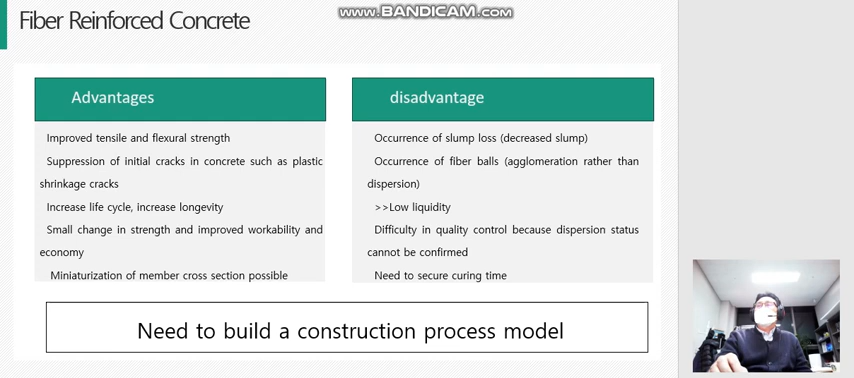 Fiber Reinforced Concrete
www.BANDICAM.com
Advantages
Improved tensile and flexural strength
Suppression of initial cracks in concrete such as plastic
shrinkage cracks
Increase life cycle, increase longevity
Small change in strength and improved workability and
economy
Miniaturization of member cross section possible
disadvantage
Occurrence of slump loss (decreased slump)
Occurrence of fiber balls (agglomeration rather than
dispersion)
>>Low liquidity
Difficulty in quality control because dispersion status
cannot be confirmed
Need to secure curing time
Need to build a construction process model